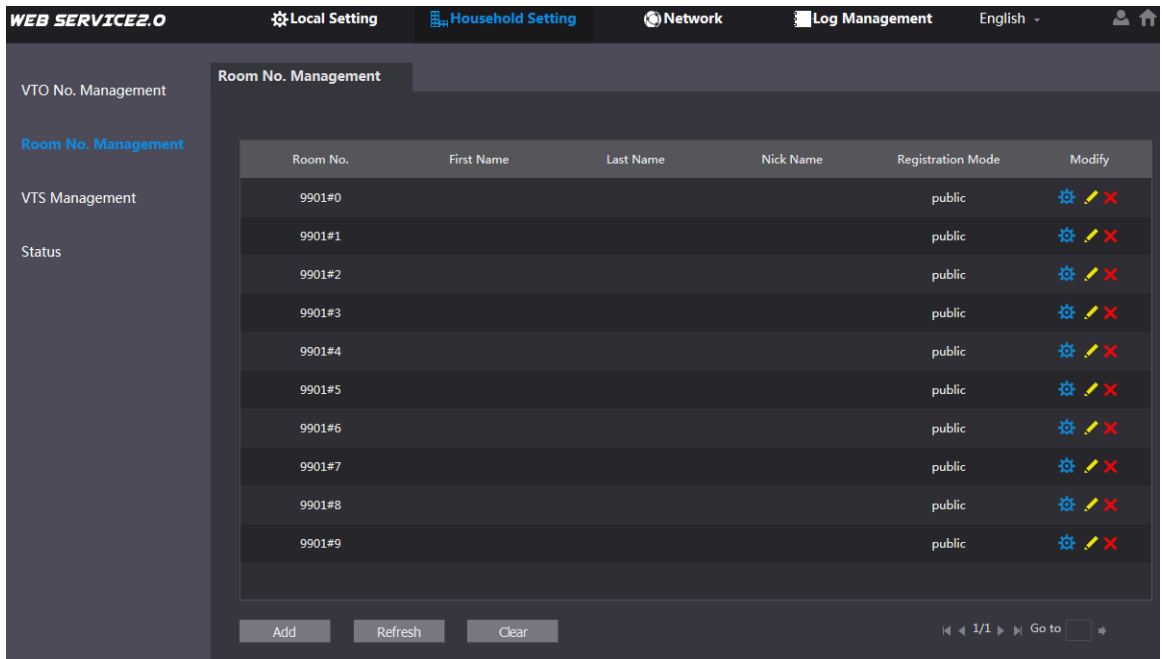 WEB SERVICE2.0 Local Setting Household Setting Network Log Management English
VTO No. Management
Room No. Management
VTS Management
Status
Room No. Management
Room No. First Name Last Name Nick Name Registration Mode Modify
9901#0 public
9901#1 public
9901#2 public
9901#3 public
9901#4 public
9901#5 public
9901#6 public
9901#7 public
9901#8 public
9901#9 public
Add Refresh Clear 1/1 Go to